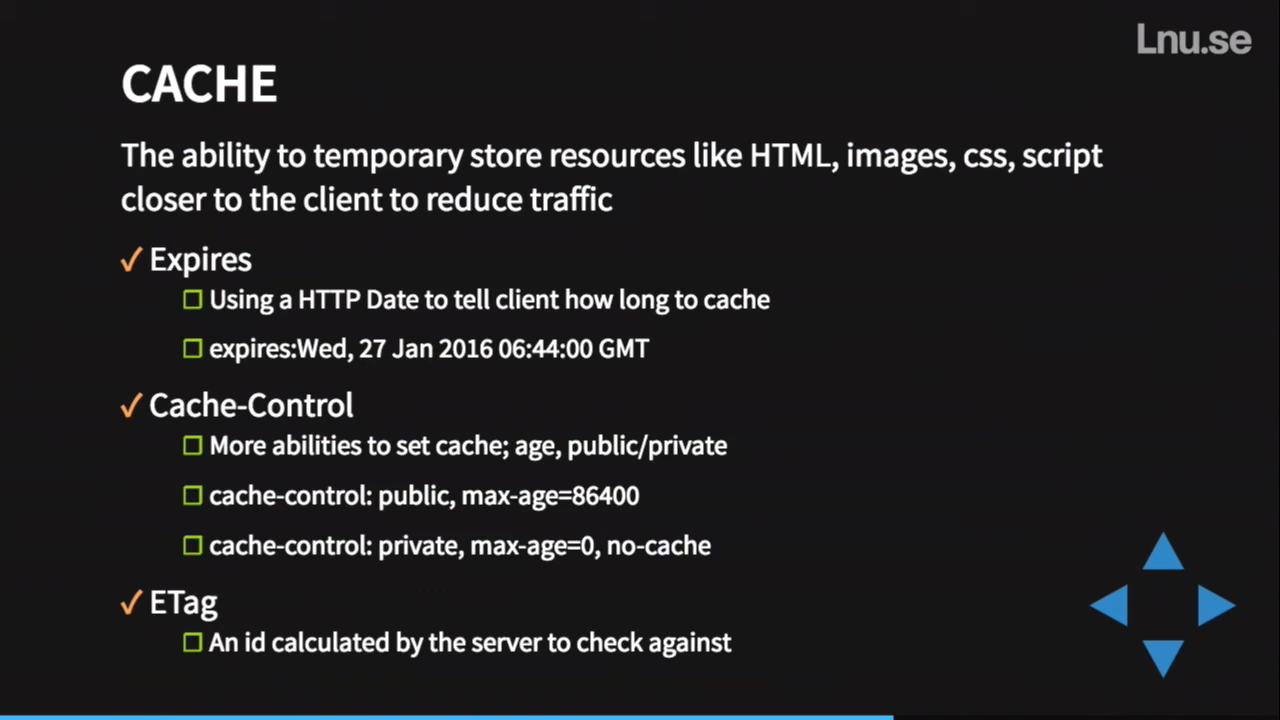 Lnu.se
CACHE
The ability to temporary store resources like HTML, images, css, script
closer to the client to reduce traffic
Expires
Using a HTTP Date to tell client how long to cache
expires:Wed, 27 Jan 2016 06:44:00 GMT
Cache-Control
More abilities to set cache; age, public/private
cache-control: public, max-age=86400
cache-control: private, max-age=0, no-cache
ETag
An id calculated by the server to check against